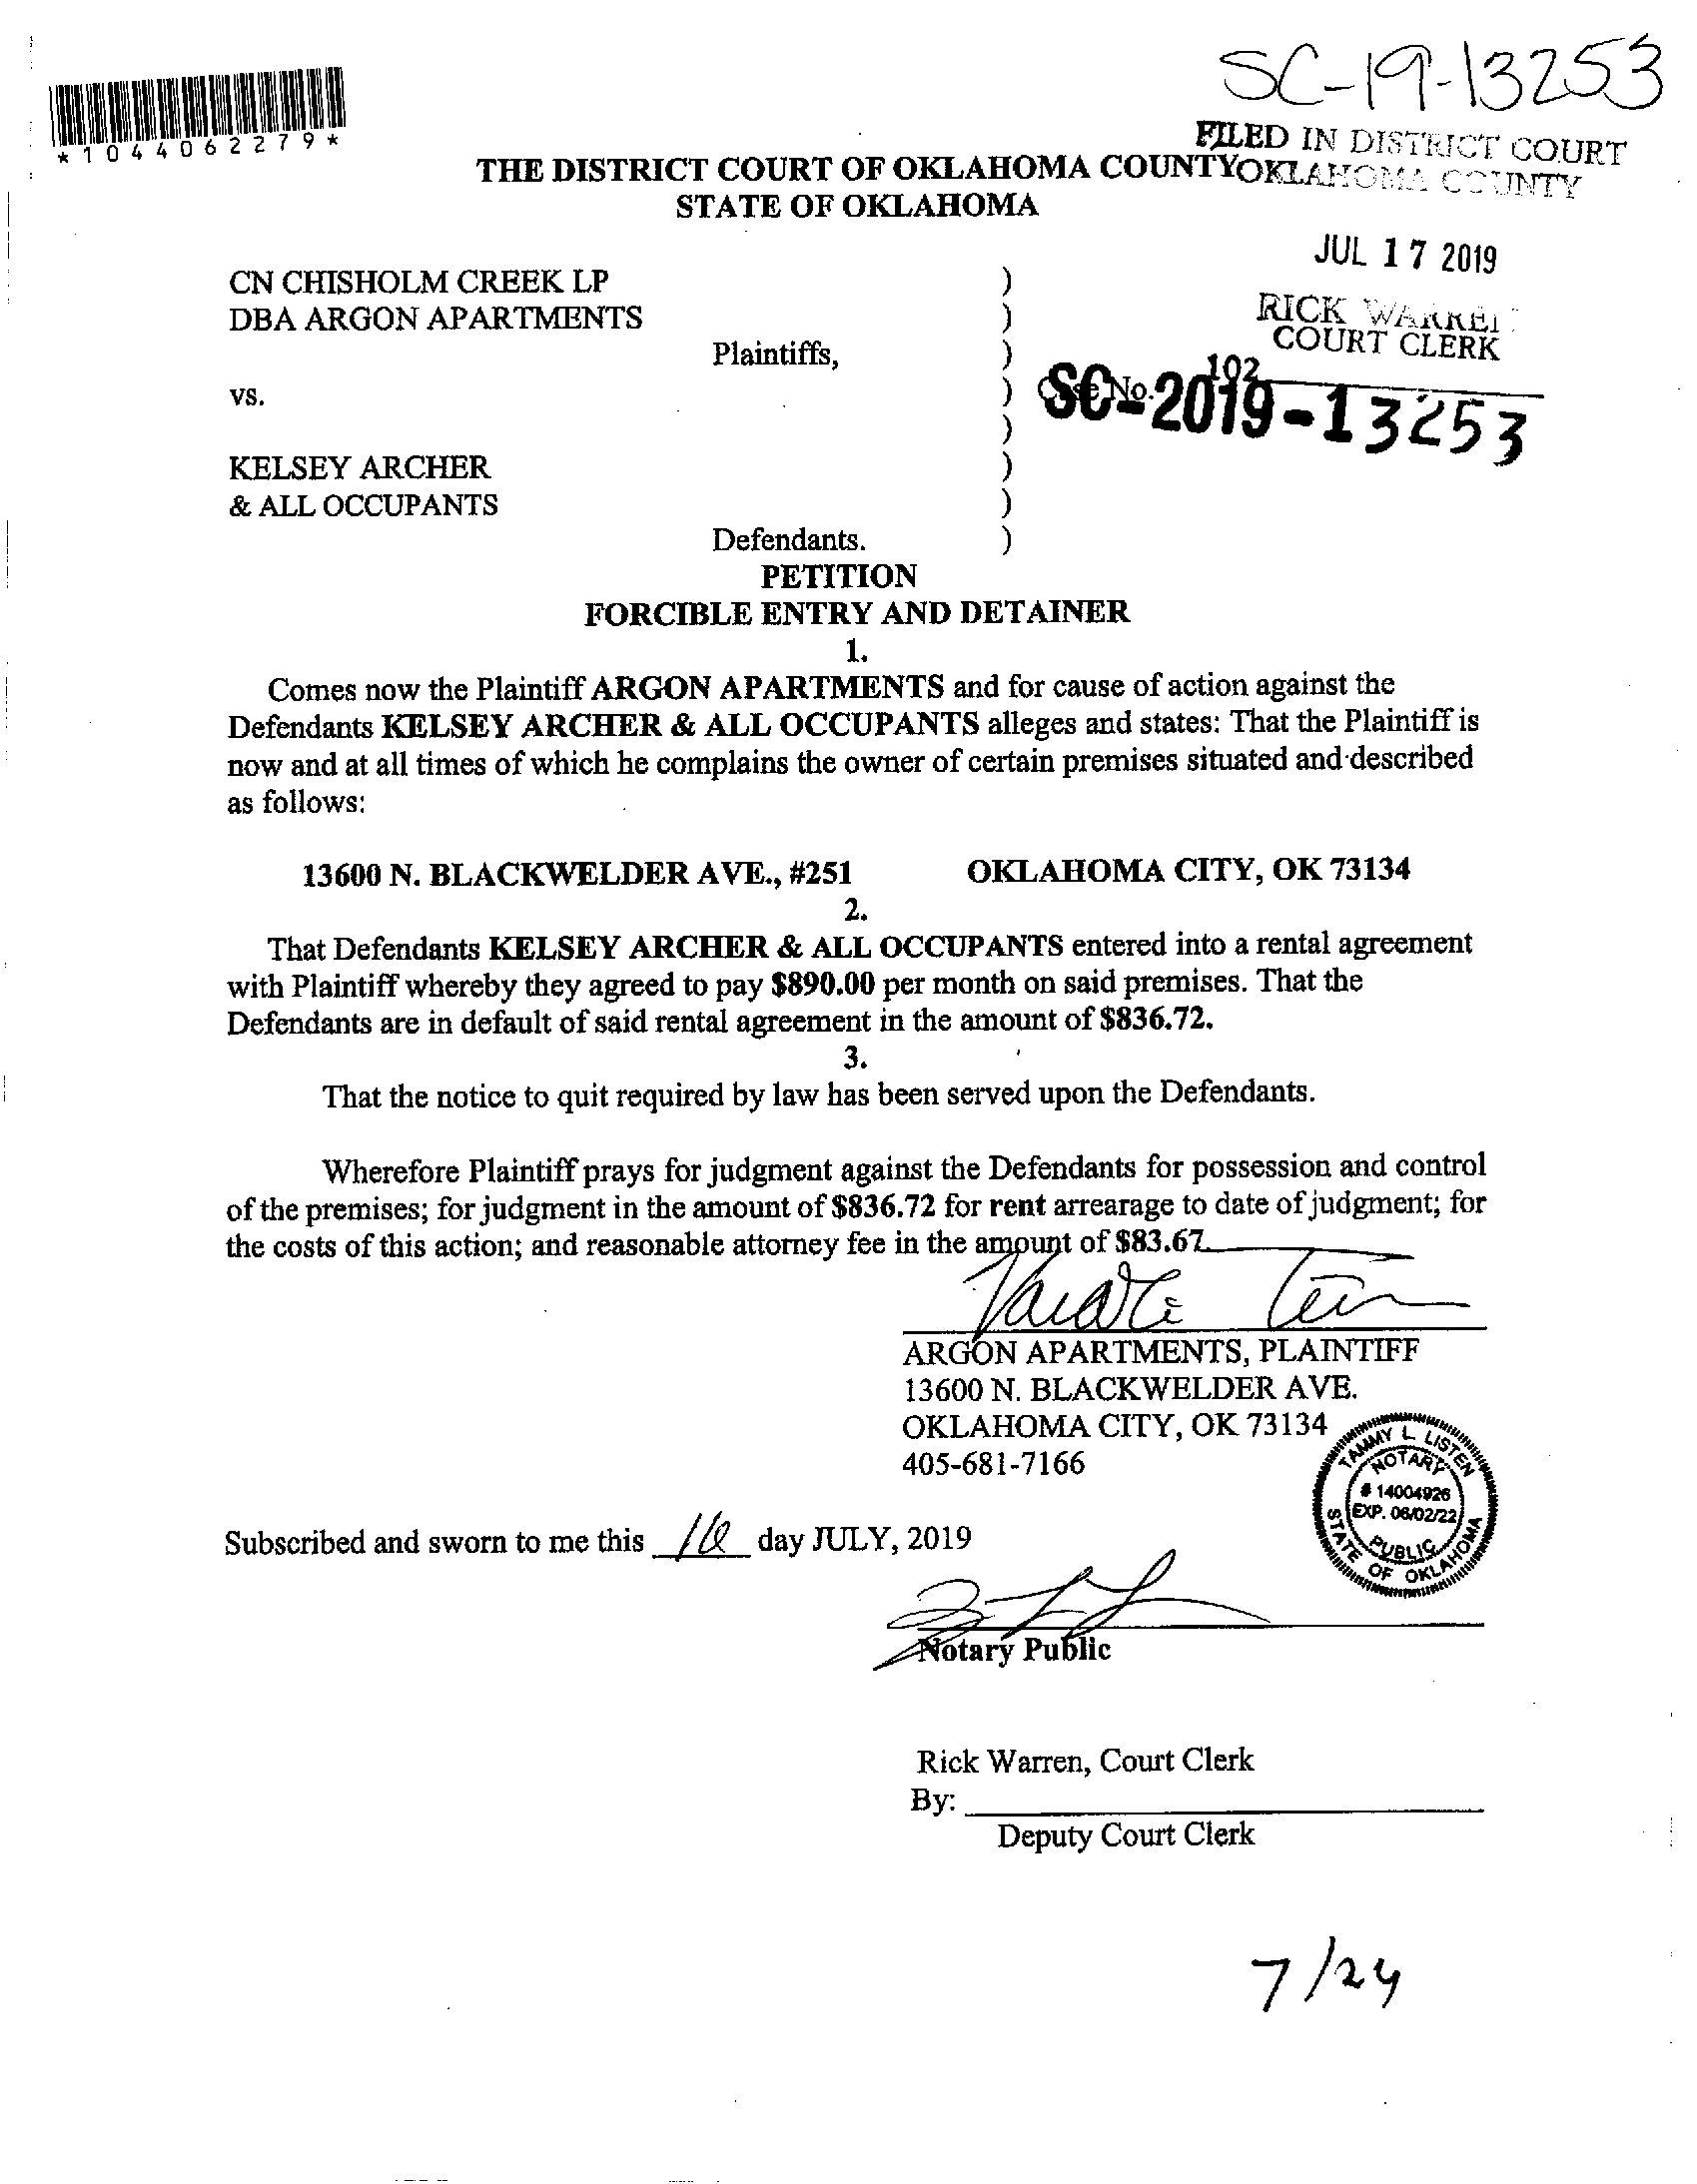 SC-19-13253
*1044062279*
FILED IN DISTRICT COURT
OKLAHOMA COUNTY
THE DISTRICT COURT OF OKLAHOMA COUNTY
STATE OF OKLAHOMA
JUL 17 2019
RICK WARREN
COURT CLERK
102
CN CHISHOLM CREEK LP )
DBA ARGON APARTMENTS )
Plaintiffs, )
vs. ) Case No.
SC-2019-13253
)
KELSEY ARCHER )
& ALL OCCUPANTS )
Defendants. )
PETITION
FORCIBLE ENTRY AND DETAINER
1.
Comes now the Plaintiff ARGON APARTMENTS and for cause of action against the
Defendants KELSEY ARCHER & ALL OCCUPANTS alleges and states: That the Plaintiff is
now and at all times of which he complains the owner of certain premises situated and described
as follows:
13600 N. BLACKWELDER AVE., #251 OKLAHOMA CITY, OK 73134
2.
That Defendants KELSEY ARCHER & ALL OCCUPANTS entered into a rental agreement
with Plaintiff whereby they agreed to pay $890.00 per month on said premises. That the
Defendants are in default of said rental agreement in the amount of $836.72.
3.
That the notice to quit required by law has been served upon the Defendants.
Wherefore Plaintiff prays for judgment against the Defendants for possession and control
of the premises; for judgment in the amount of $836.72 for rent arrearage to date of judgment; for
the costs of this action; and reasonable attorney fee in the amount of $83.67.
ARGON APARTMENTS, PLAINTIFF
13600 N. BLACKWELDER AVE.
OKLAHOMA CITY, OK 73134
405-681-7166
TAMMY L. LISTEN
NOTARY
# 14004926
EXP. 06/02/22
PUBLIC
STATE OF OKLAHOMA
Subscribed and sworn to me this 16 day JULY, 2019
Notary Public
Rick Warren, Court Clerk
By:
Deputy Court Clerk
7/24